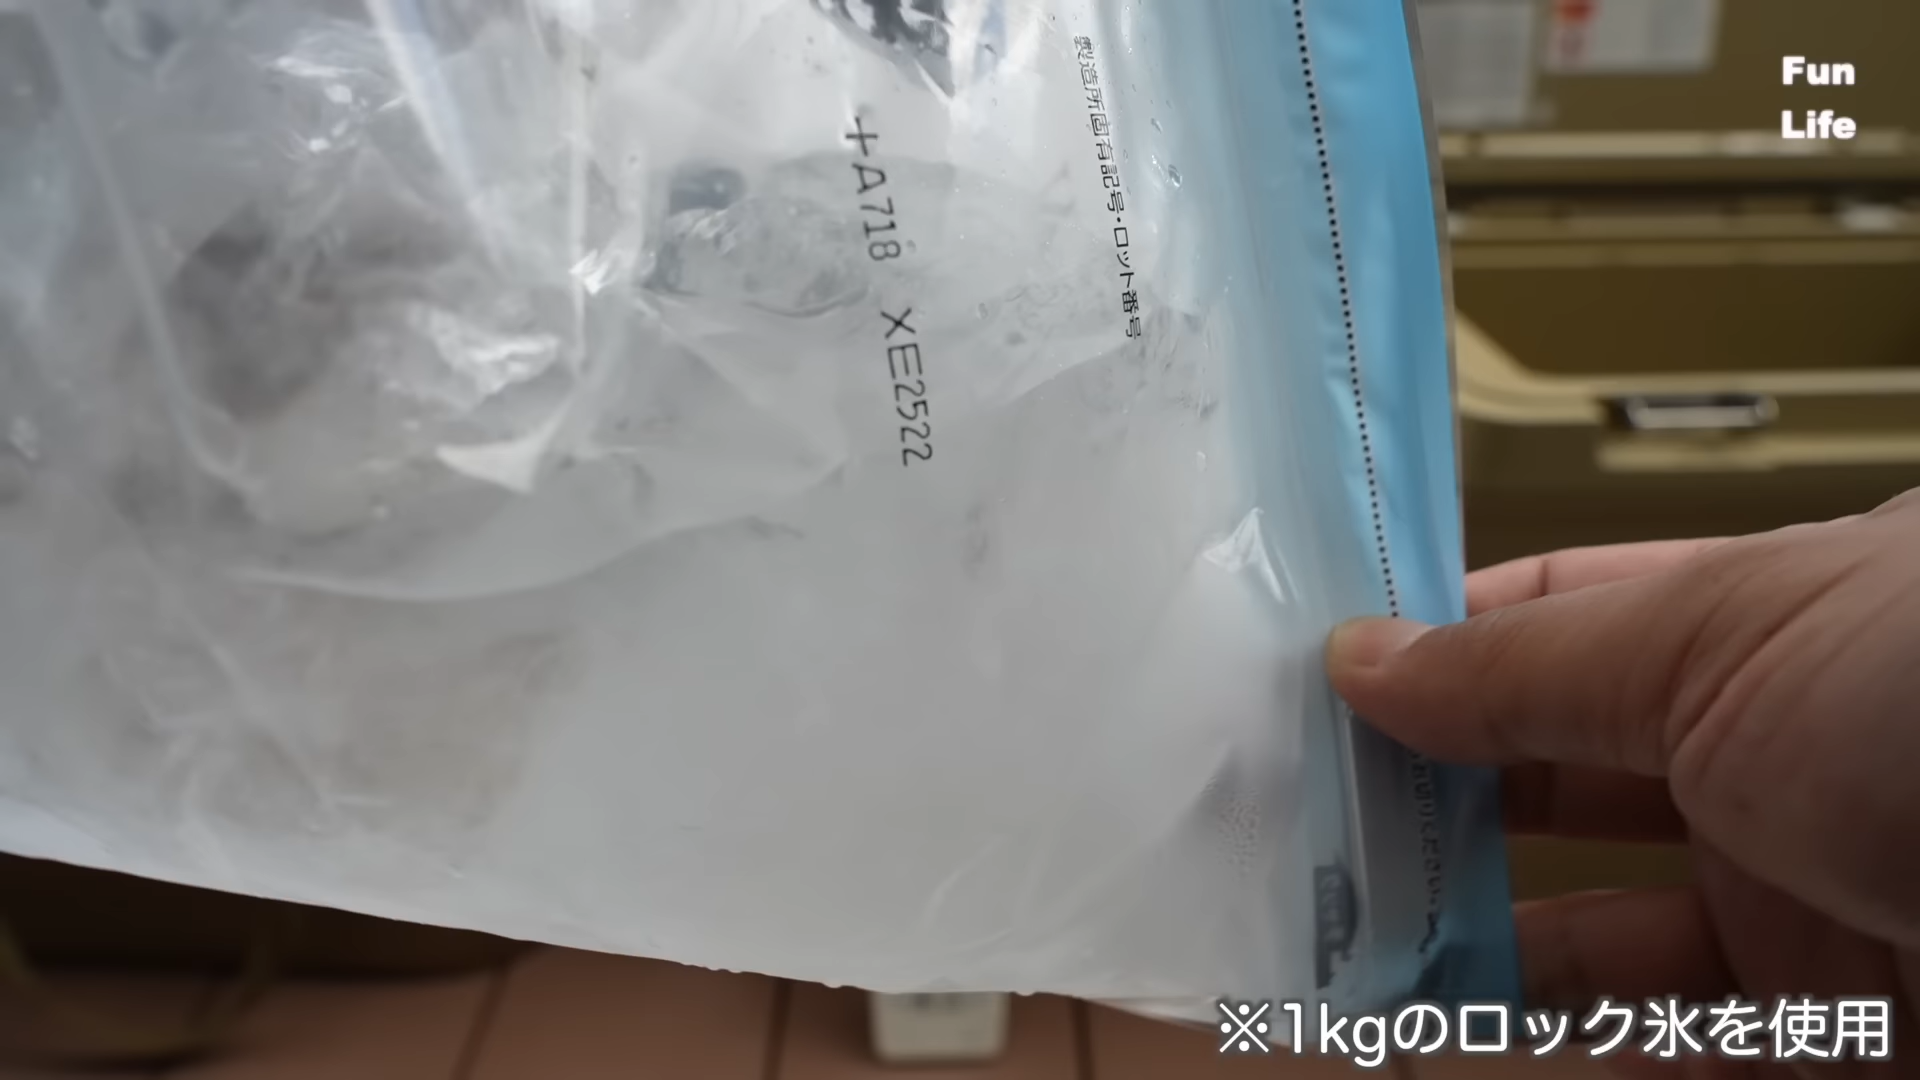 Fun
Life
製造所固有記号・ロット番号
+A718 XE2522
※1kgのロック氷を使用